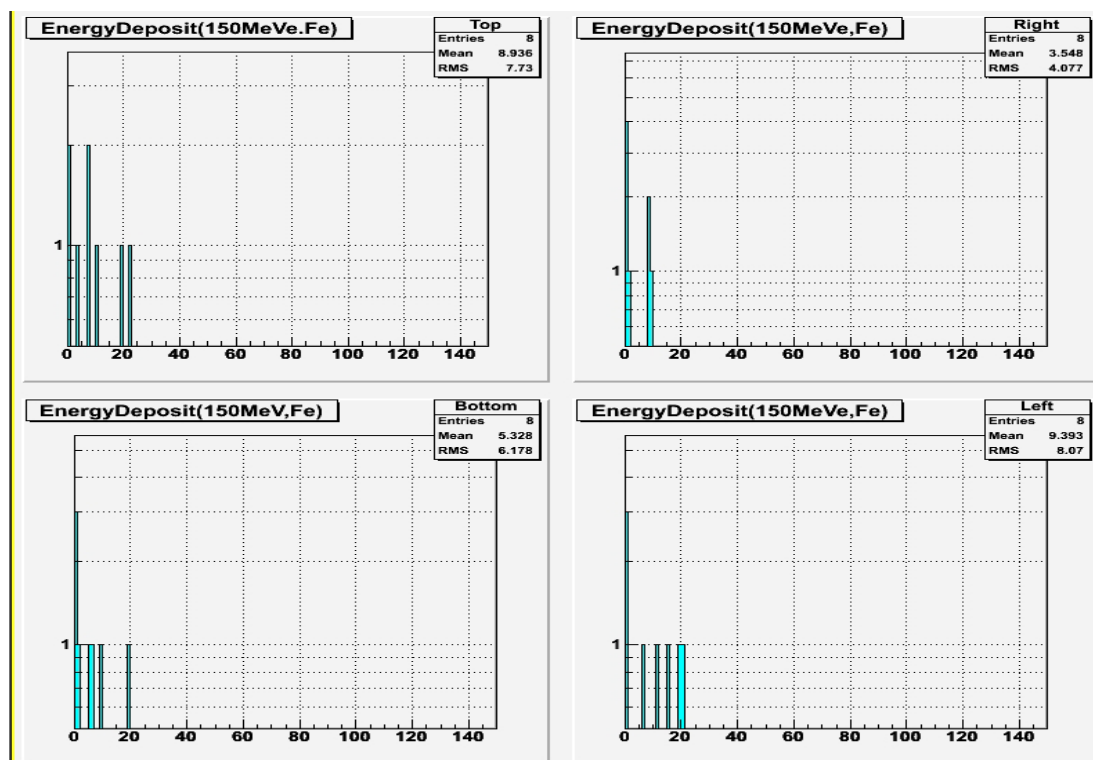 EnergyDeposit(150MeVe.Fe)
Top
Entries 8
Mean 8.936
RMS 7.73
1
0 20 40 60 80 100 120 140
EnergyDeposit(150MeVe,Fe)
Right
Entries 8
Mean 3.548
RMS 4.077
1
0 20 40 60 80 100 120 140
EnergyDeposit(150MeV,Fe)
Bottom
Entries 8
Mean 5.328
RMS 6.178
1
0 20 40 60 80 100 120 140
EnergyDeposit(150MeVe,Fe)
Left
Entries 8
Mean 9.393
RMS 8.07
1
0 20 40 60 80 100 120 140